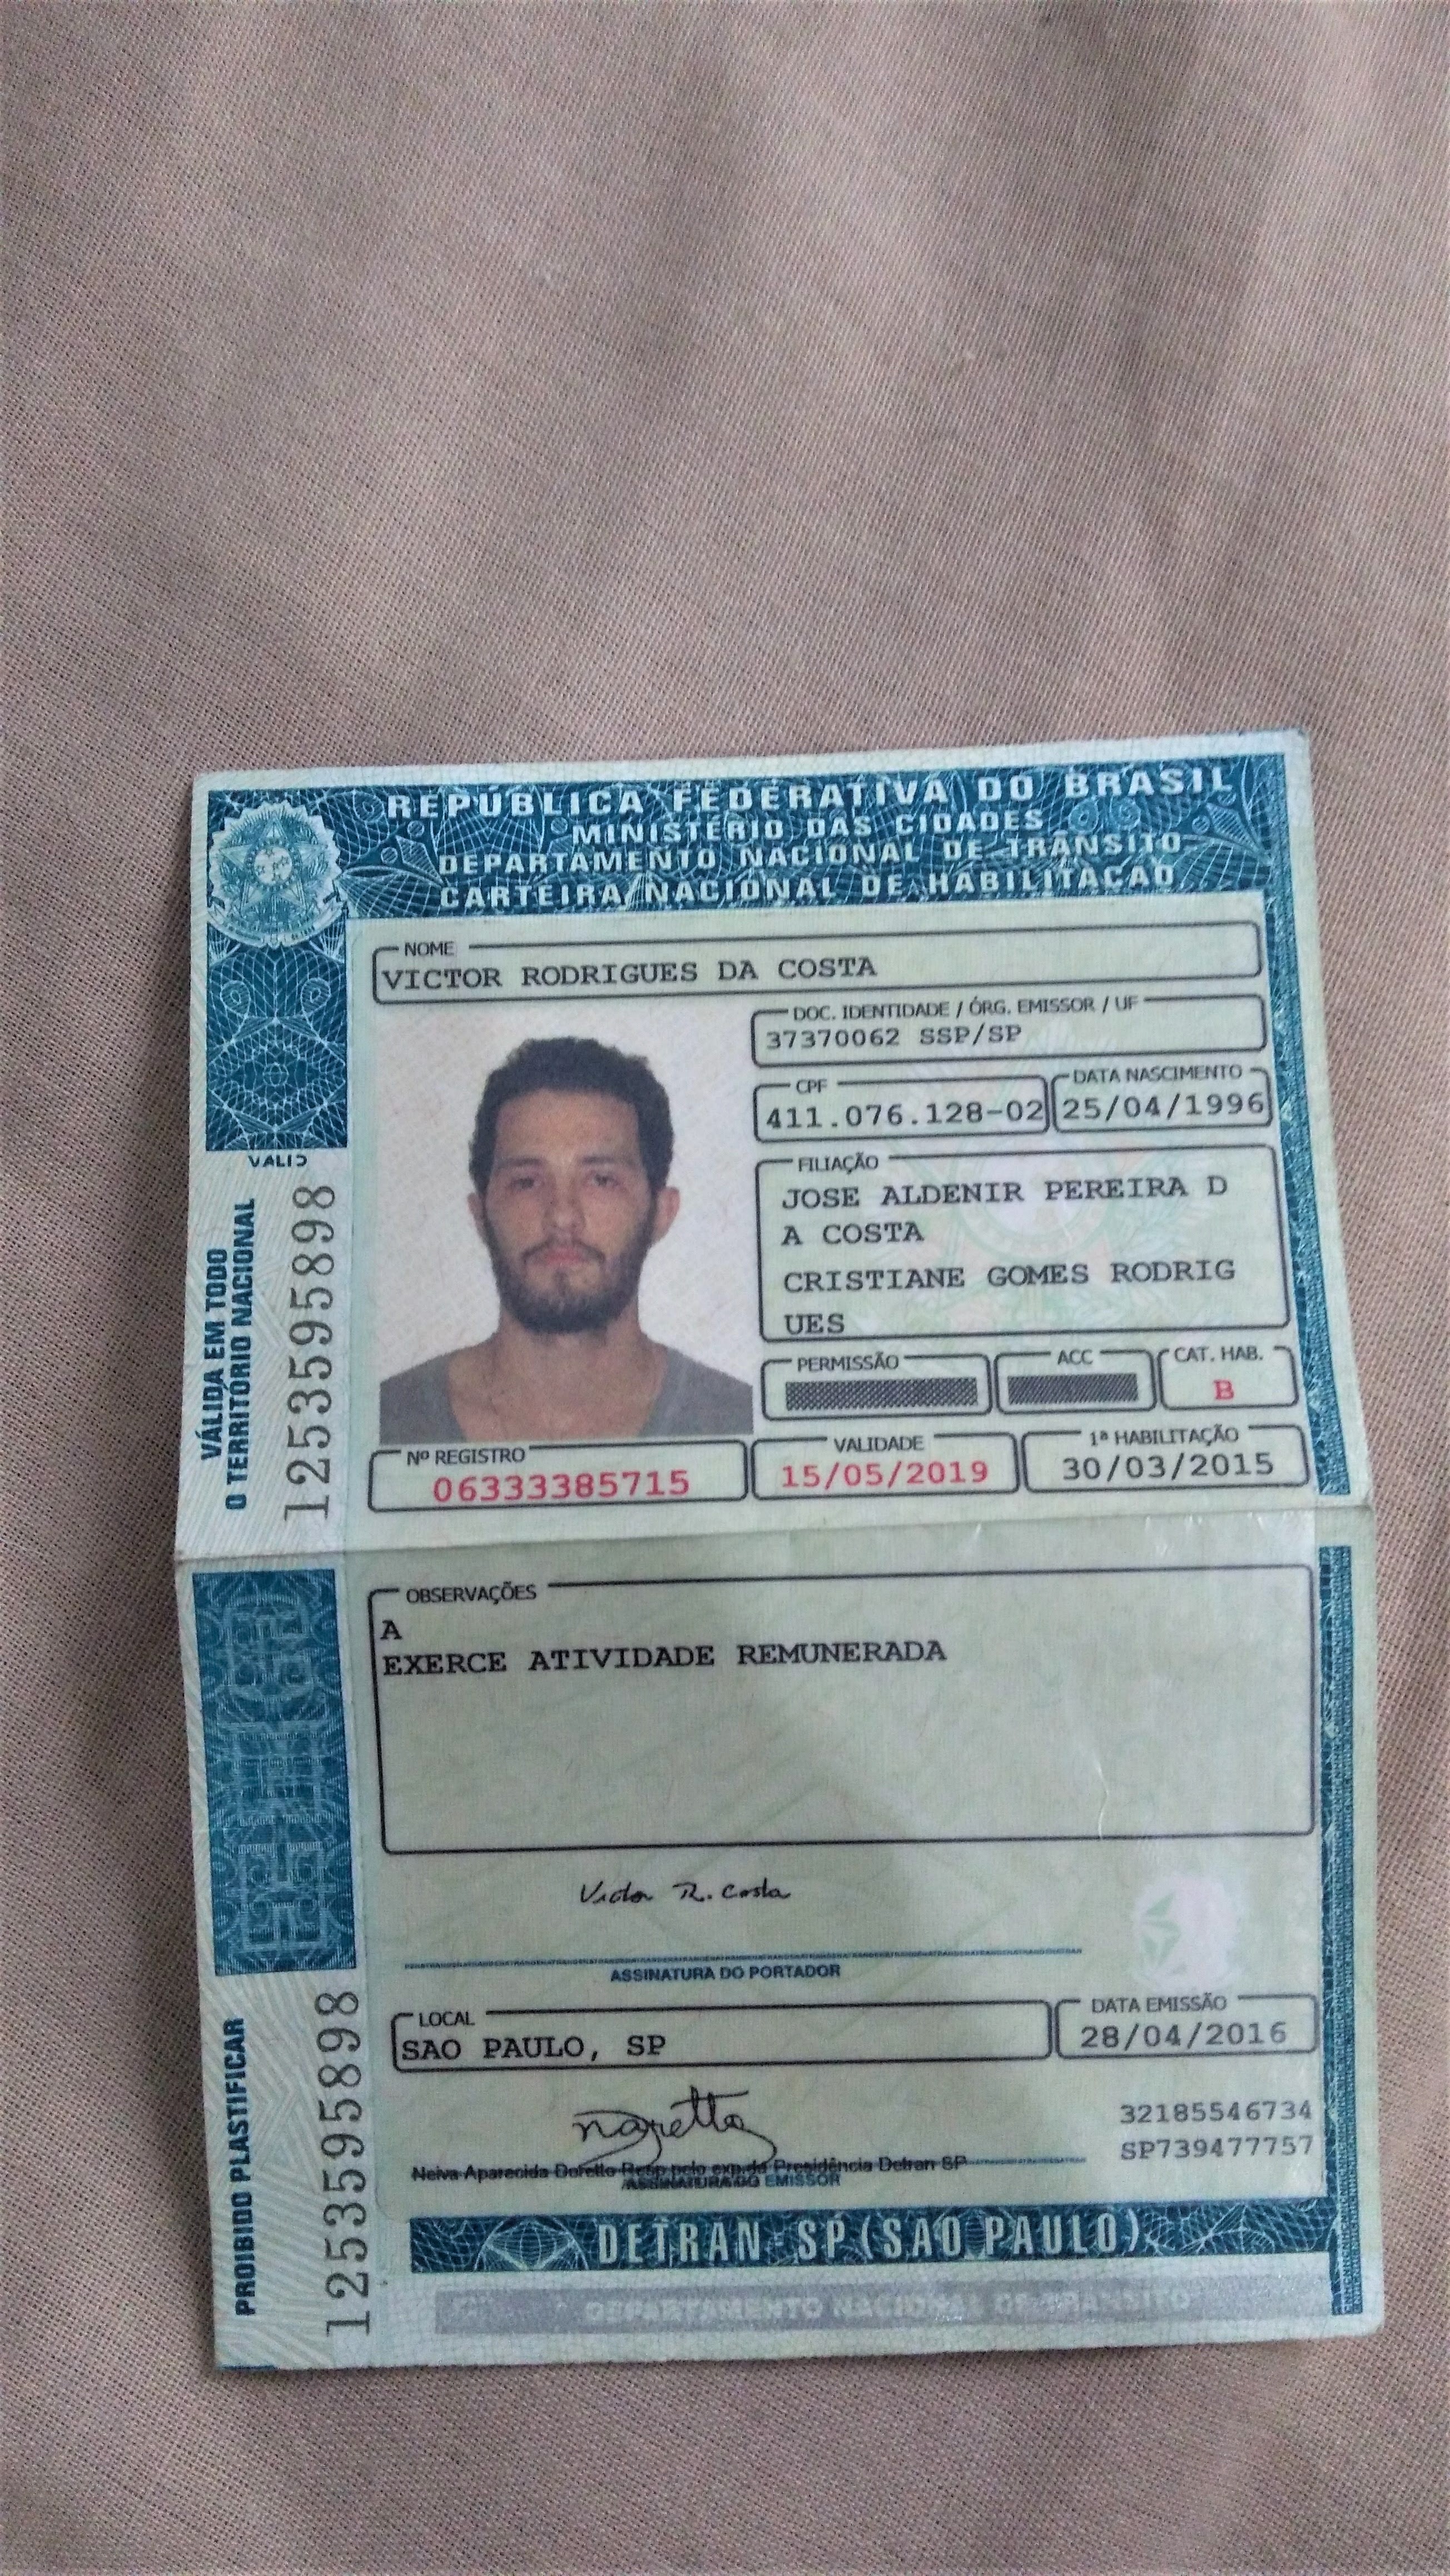 REPÚBLICA FEDERATIVA DO BRASIL
MINISTÉRIO DAS CIDADES
DEPARTAMENTO NACIONAL DE TRÂNSITO
CARTEIRA NACIONAL DE HABILITAÇÃO
NOME
VICTOR RODRIGUES DA COSTA
DOC. IDENTIDADE / ÓRG. EMISSOR / UF
37370062 SSP/SP
CPF
411.076.128-02
DATA NASCIMENTO
25/04/1996
FILIAÇÃO
JOSE ALDENIR PEREIRA D
A COSTA
CRISTIANE GOMES RODRIG
UES
PERMISSÃO
ACC
CAT. HAB.
B
Nº REGISTRO
06333385715
VALIDADE
15/05/2019
1ª HABILITAÇÃO
30/03/2015
VÁLIDA EM TODO
O TERRITÓRIO NACIONAL
1253595898
OBSERVAÇÕES
A
EXERCE ATIVIDADE REMUNERADA
Victor R. Costa
ASSINATURA DO PORTADOR
LOCAL
SAO PAULO, SP
DATA EMISSÃO
28/04/2016
32185546734
SP739477757
Neiva Aparecida Doretto Resp pelo exp.da Presidência Detran SP
ASSINATURA DO EMISSOR
PROIBIDO PLASTIFICAR
1253595898
DETRAN-SP (SAO PAULO)
DEPARTAMENTO NACIONAL DE TRÂNSITO